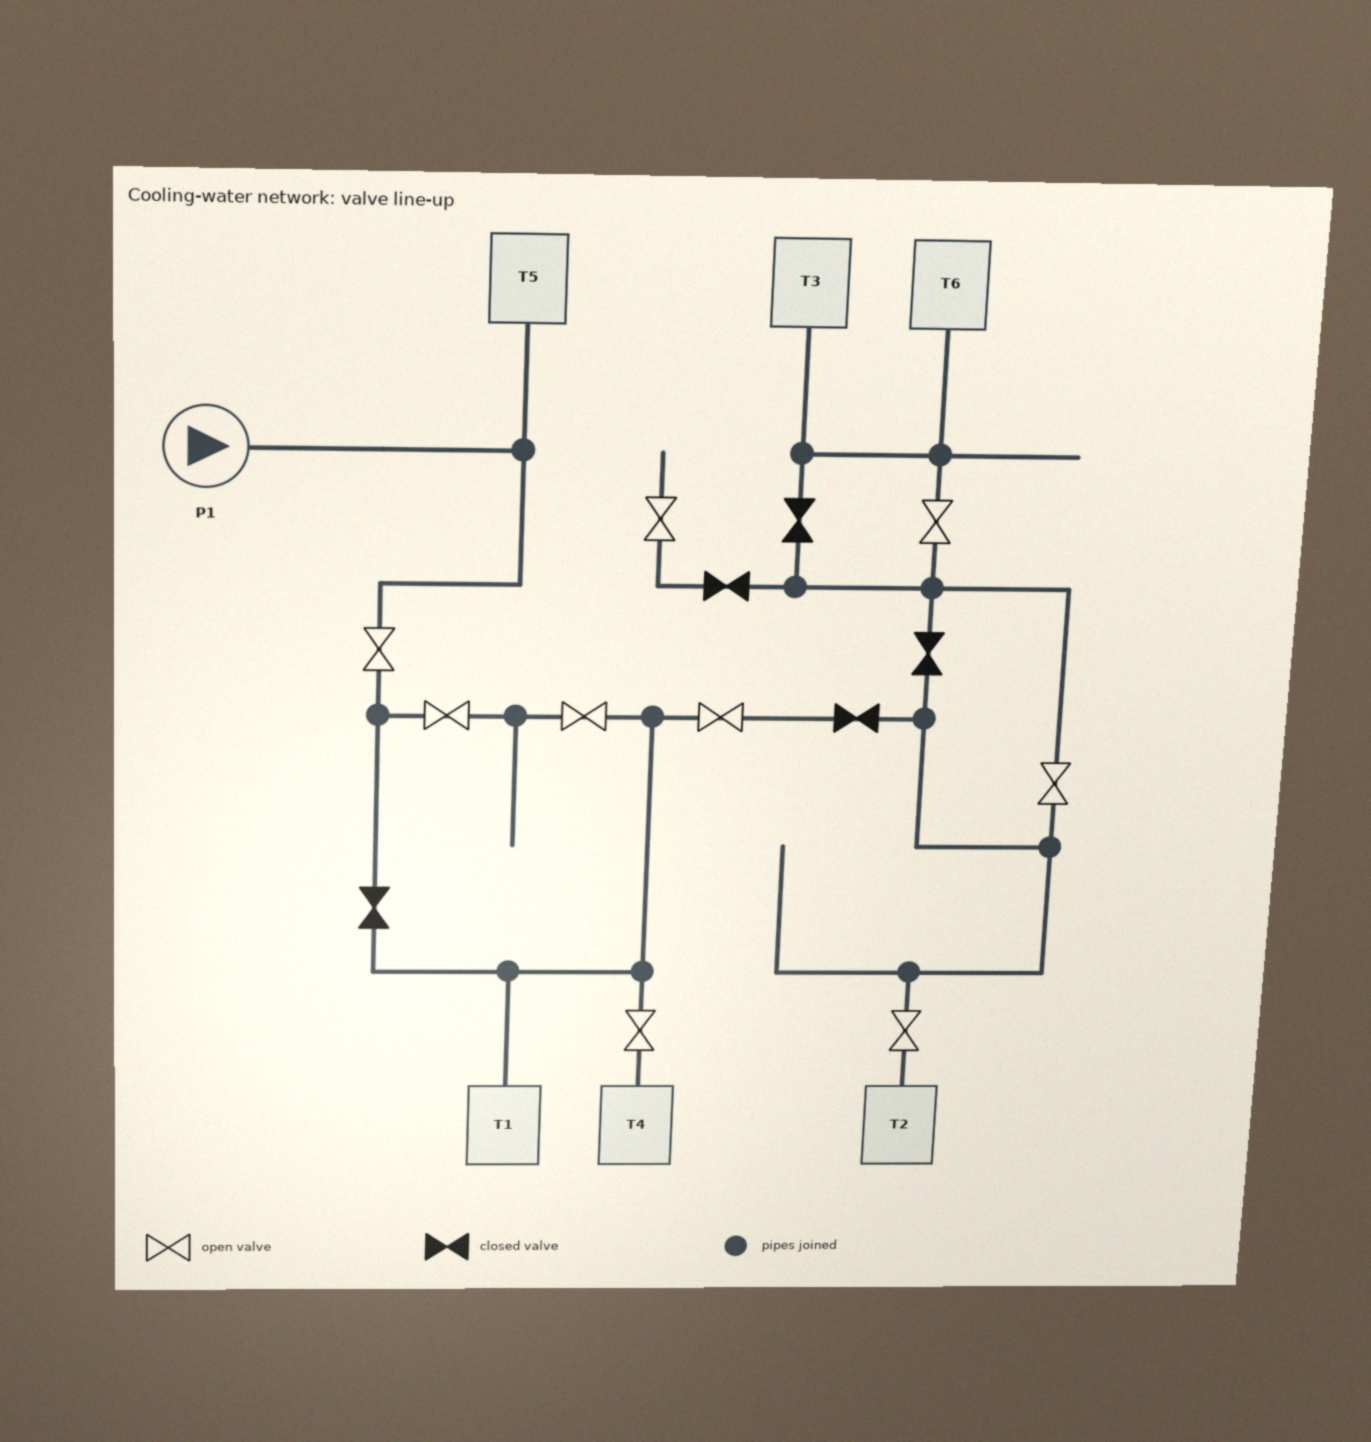 Cooling-water network: valve line-up
T5
T3
T6
P1
T1
T4
T2
open valve
closed valve
pipes joined